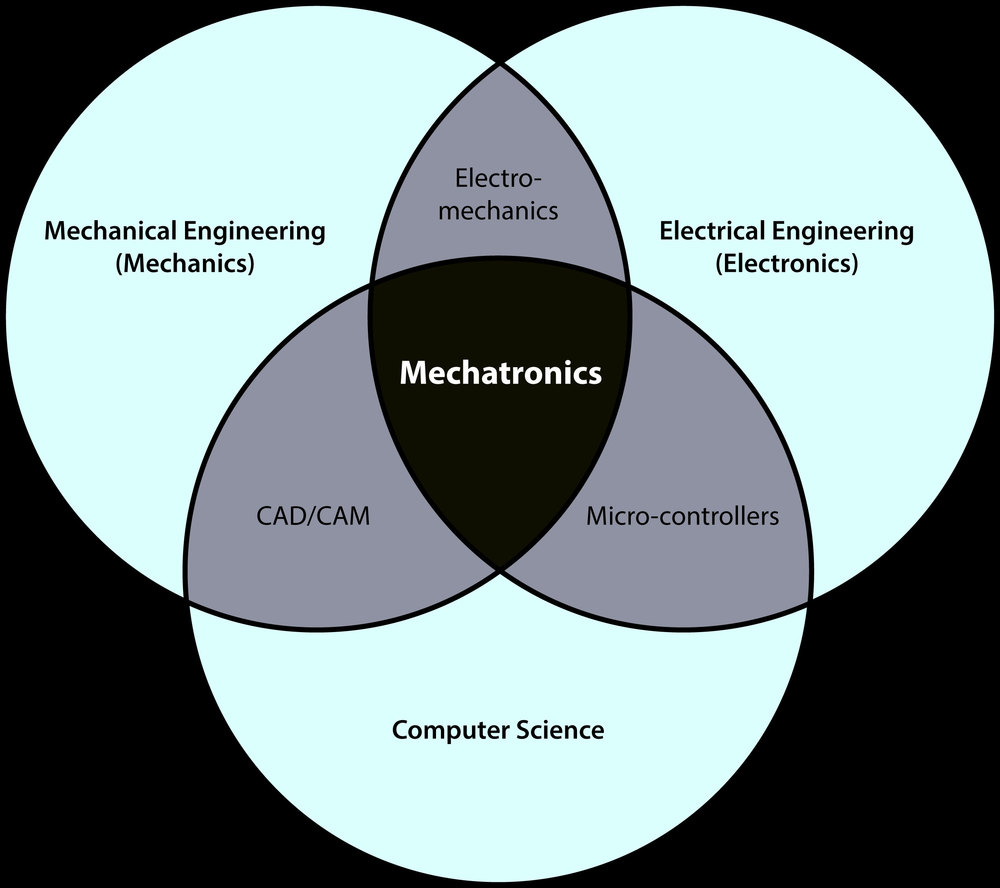 Electro-
mechanics
Mechanical Engineering
(Mechanics)
Electrical Engineering
(Electronics)
Mechatronics
CAD/CAM
Micro-controllers
Computer Science